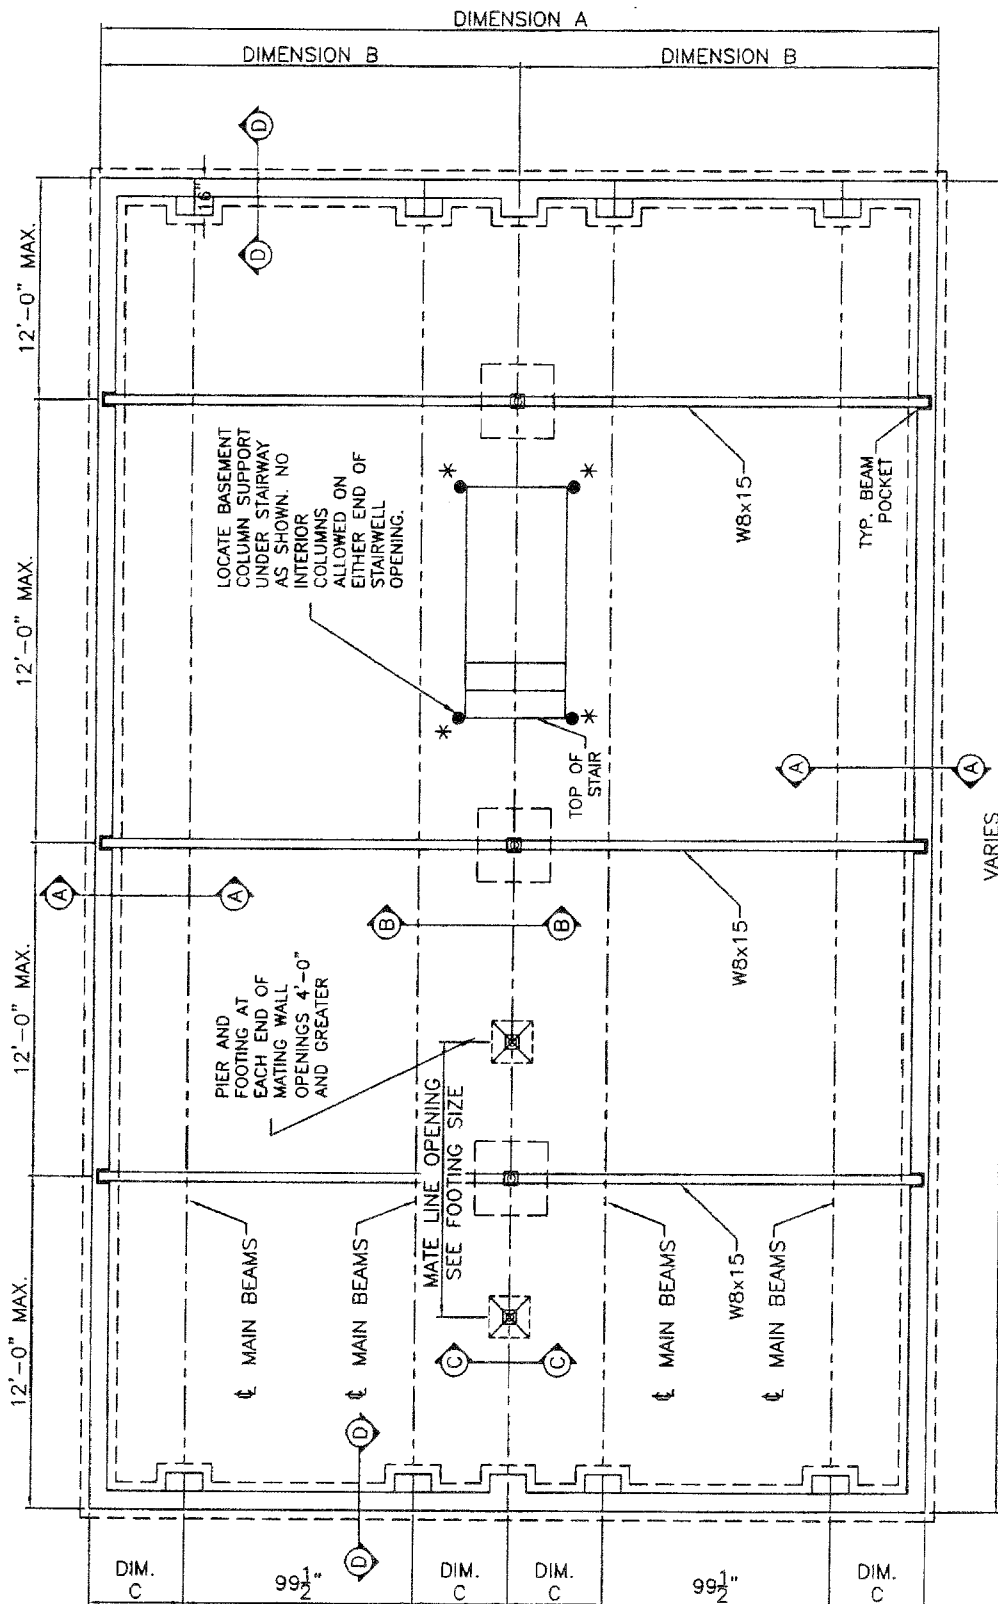 DIMENSION A
DIMENSION B
DIMENSION B
D
D
16"
12'-0" MAX.
12'-0" MAX.
12'-0" MAX.
12'-0" MAX.
LOCATE BASEMENT
COLUMN SUPPORT
UNDER STAIRWAY
AS SHOWN. NO
INTERIOR
COLUMNS
ALLOWED ON
EITHER END OF
STAIRWELL
OPENING.
*
*
*
*
W8x15
TYP. BEAM
POCKET
TOP OF
STAIR
A
A
VARIES
A
A
B
B
W8x15
PIER AND
FOOTING AT
EACH END OF
MATING WALL
OPENINGS 4'-0"
AND GREATER
MATE LINE OPENING
SEE FOOTING SIZE
℄ MAIN BEAMS
℄ MAIN BEAMS
℄ MAIN BEAMS
W8x15
℄ MAIN BEAMS
C
C
D
D
DIM.
C
99½"
DIM.
C
DIM.
C
99½"
DIM.
C